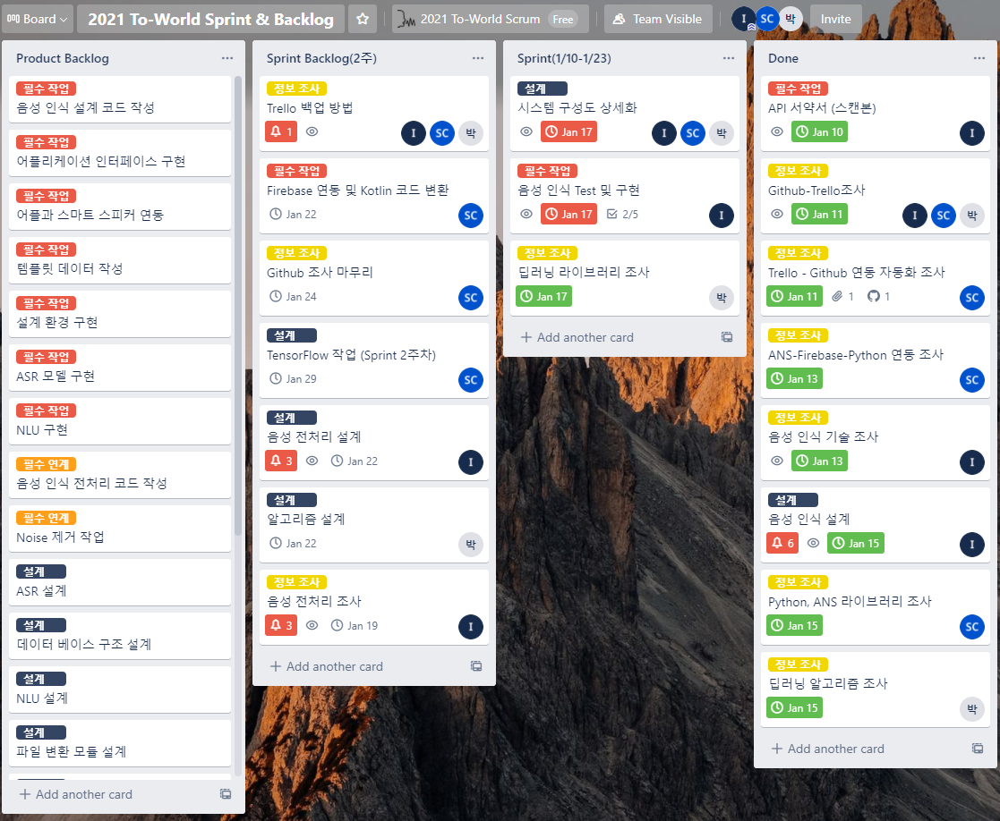 Board
2021 To-World Sprint & Backlog
2021 To-World Scrum
Free
Team Visible
I
SC
박
Invite
Product Backlog
필수 작업
음성 인식 설계 코드 작성
필수 작업
어플리케이션 인터페이스 구현
필수 작업
어플과 스마트 스피커 연동
필수 작업
템플릿 데이터 작성
필수 작업
설계 환경 구현
필수 작업
ASR 모델 구현
필수 작업
NLU 구현
필수 연계
음성 인식 전처리 코드 작성
필수 연계
Noise 제거 작업
설계
ASR 설계
설계
데이터 베이스 구조 설계
설계
NLU 설계
설계
파일 변환 모듈 설계
+ Add another card
Sprint Backlog(2주)
정보 조사
Trello 백업 방법
1
I
SC
박
필수 작업
Firebase 연동 및 Kotlin 코드 변환
Jan 22
SC
정보 조사
Github 조사 마무리
Jan 24
SC
설계
TensorFlow 작업 (Sprint 2주차)
Jan 29
SC
설계
음성 전처리 설계
3
Jan 22
I
설계
알고리즘 설계
Jan 22
박
정보 조사
음성 전처리 조사
3
Jan 19
I
+ Add another card
Sprint(1/10-1/23)
설계
시스템 구성도 상세화
Jan 17
I
SC
박
필수 작업
음성 인식 Test 및 구현
Jan 17
2/5
I
정보 조사
딥러닝 라이브러리 조사
Jan 17
박
+ Add another card
Done
필수 작업
API 서약서 (스캔본)
Jan 10
I
정보 조사
Github-Trello조사
Jan 11
I
SC
박
정보 조사
Trello - Github 연동 자동화 조사
Jan 11
1
1
SC
정보 조사
ANS-Firebase-Python 연동 조사
Jan 13
SC
정보 조사
음성 인식 기술 조사
Jan 13
I
설계
음성 인식 설계
6
Jan 15
I
정보 조사
Python, ANS 라이브러리 조사
Jan 15
SC
정보 조사
딥러닝 알고리즘 조사
Jan 15
박
+ Add another card